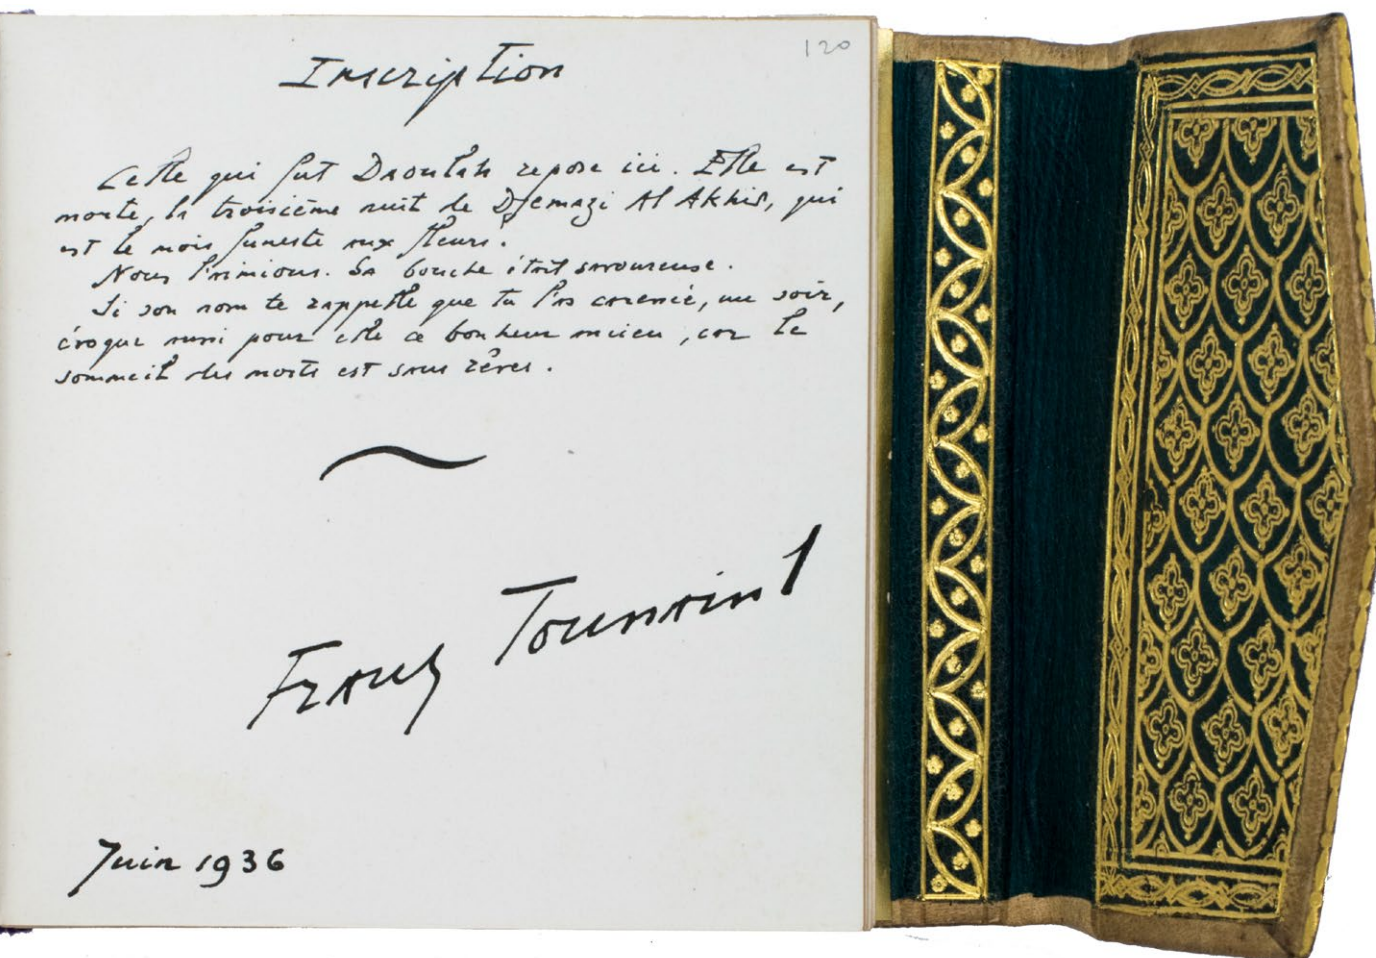 120
Inscription
Celle qui fut Daoulah repose ici. Elle est
morte, la troisième nuit de Djemazi Al Akhir, qui
est le mois funeste aux fleurs.
Nous l'aimions. Sa bouche était savoureuse.
Si son nom te rappelle que tu l'as caressée, un soir,
évoque aussi pour elle ce bonheur ancien, car le
sommeil des morts est sans rêves.
Franz Toussaint
Juin 1936